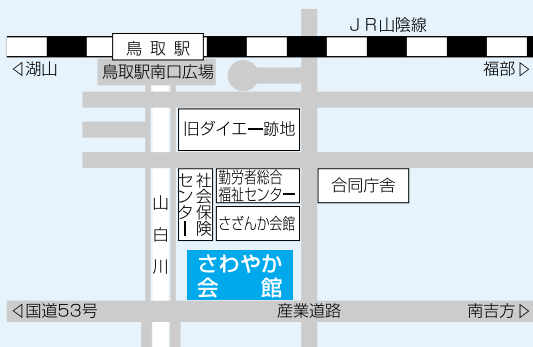 JR山陰線
鳥取駅
◁湖山
鳥取駅南口広場
福部▷
旧ダイエー跡地
社会保険
センター
勤労者総合
福祉センター
合同庁舎
さざんか会館
山白川
さわやか
会館
◁国道53号
産業道路
南吉方▷